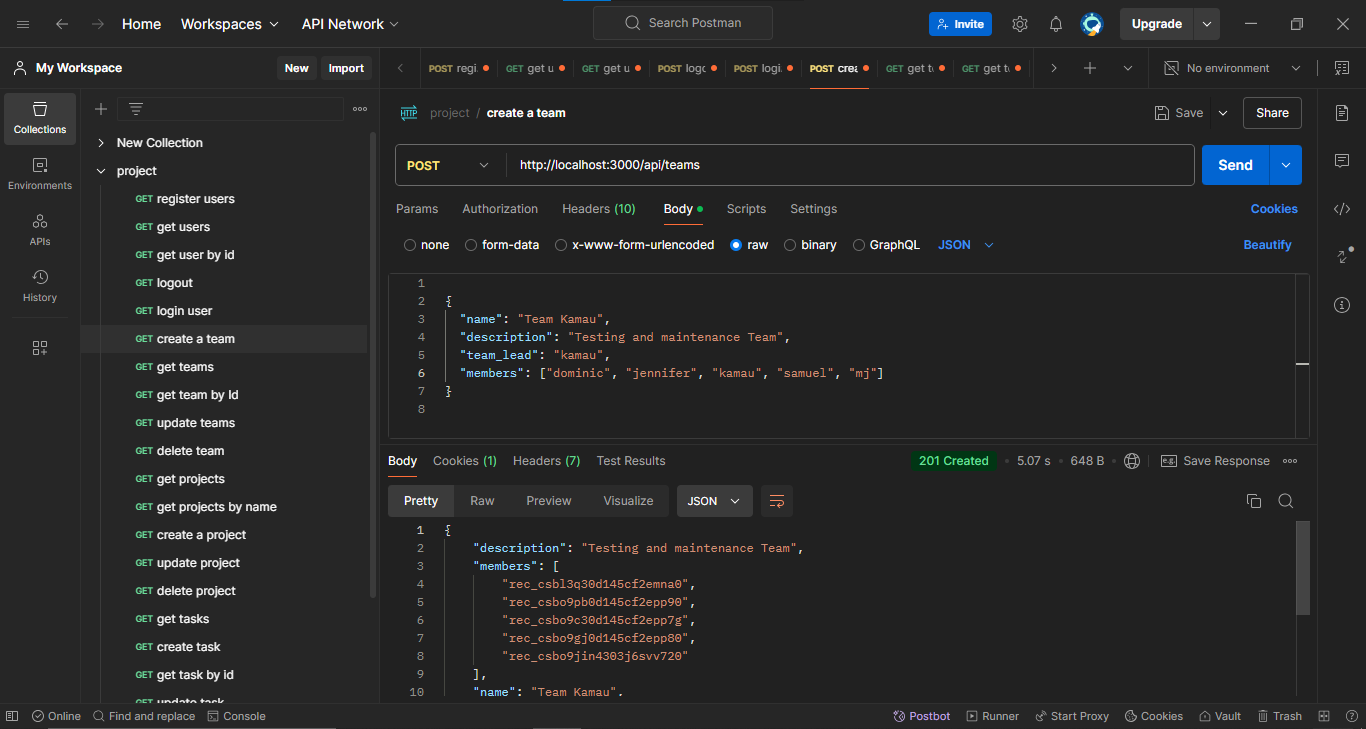 Home
Workspaces
API Network
Search Postman
Invite
Upgrade
My Workspace
New
Import
POST regi
GET get u
GET get u
POST logo
POST logi
POST crea
GET get t
GET get t
No environment
Collections
Environments
APIs
History
New Collection
project
GET register users
GET get users
GET get user by id
GET logout
GET login user
GET create a team
GET get teams
GET get team by Id
GET update teams
GET delete team
GET get projects
GET get projects by name
GET create a project
GET update project
GET delete project
GET get tasks
GET create task
GET get task by id
GET update task
HTTP project / create a team
Save
Share
POST
http://localhost:3000/api/teams
Send
Params
Authorization
Headers (10)
Body
Scripts
Settings
Cookies
none
form-data
x-www-form-urlencoded
raw
binary
GraphQL
JSON
Beautify
1
2 {
3 "name": "Team Kamau",
4 "description": "Testing and maintenance Team",
5 "team_lead": "kamau",
6 "members": ["dominic", "jennifer", "kamau", "samuel", "mj"]
7 }
8
Body
Cookies (1)
Headers (7)
Test Results
201 Created
5.07 s
648 B
e.g.
Save Response
Pretty
Raw
Preview
Visualize
JSON
1 {
2 "description": "Testing and maintenance Team",
3 "members": [
4 "rec_csbl3q30d145cf2emna0",
5 "rec_csbo9pb0d145cf2epp90",
6 "rec_csbo9c30d145cf2epp7g",
7 "rec_csbo9gj0d145cf2epp80",
8 "rec_csbo9jin4303j6svv720"
9 ],
10 "name": "Team Kamau",
Online
Find and replace
Console
Postbot
Runner
Start Proxy
Cookies
Vault
Trash